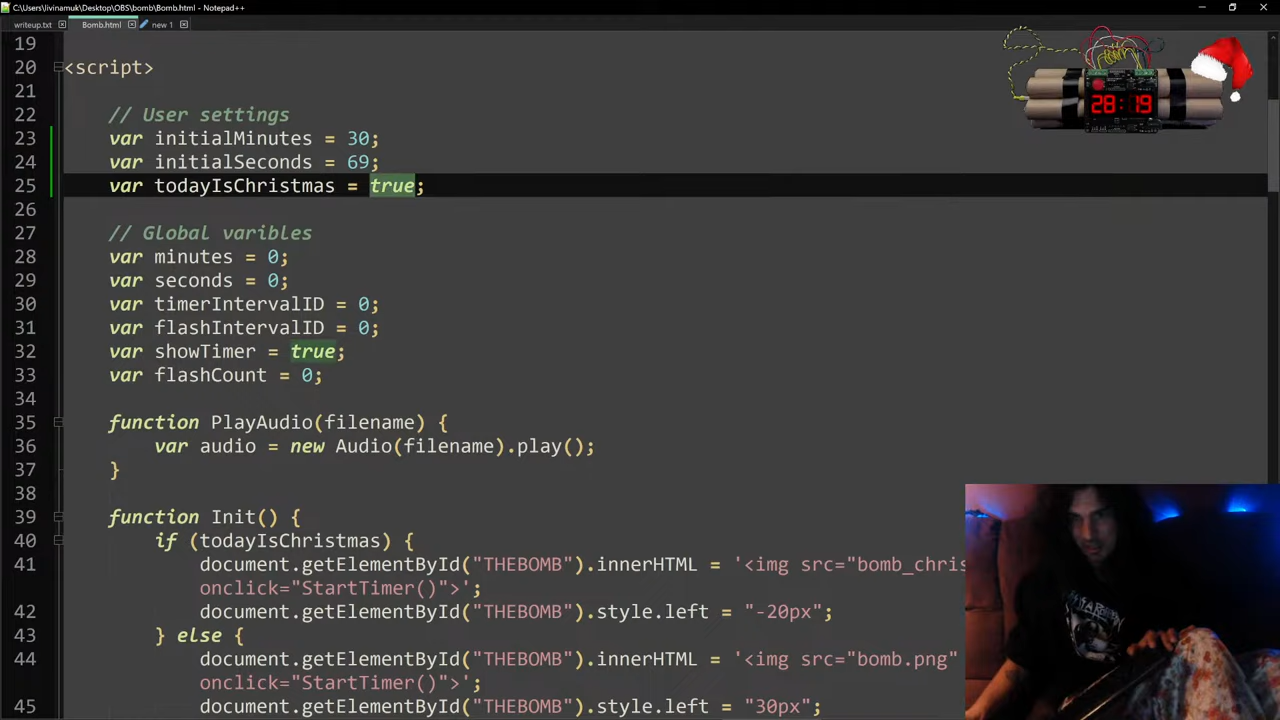 C:\Users\livinamuk\Desktop\OBS\bomb\Bomb.html - Notepad++
writeup.txt Bomb.html new 1
19
20 <script>
21
22 // User settings
23 var initialMinutes = 30;
24 var initialSeconds = 69;
25 var todayIsChristmas = true;
26
27 // Global varibles
28 var minutes = 0;
29 var seconds = 0;
30 var timerIntervalID = 0;
31 var flashIntervalID = 0;
32 var showTimer = true;
33 var flashCount = 0;
34
35 function PlayAudio(filename) {
36 var audio = new Audio(filename).play();
37 }
38
39 function Init() {
40 if (todayIsChristmas) {
41 document.getElementById("THEBOMB").innerHTML = '<img src="bomb_chris
onclick="StartTimer()">';
42 document.getElementById("THEBOMB").style.left = "-20px";
43 } else {
44 document.getElementById("THEBOMB").innerHTML = '<img src="bomb.png"
onclick="StartTimer()">';
45 document.getElementById("THEBOMB").style.left = "30px";
28:19